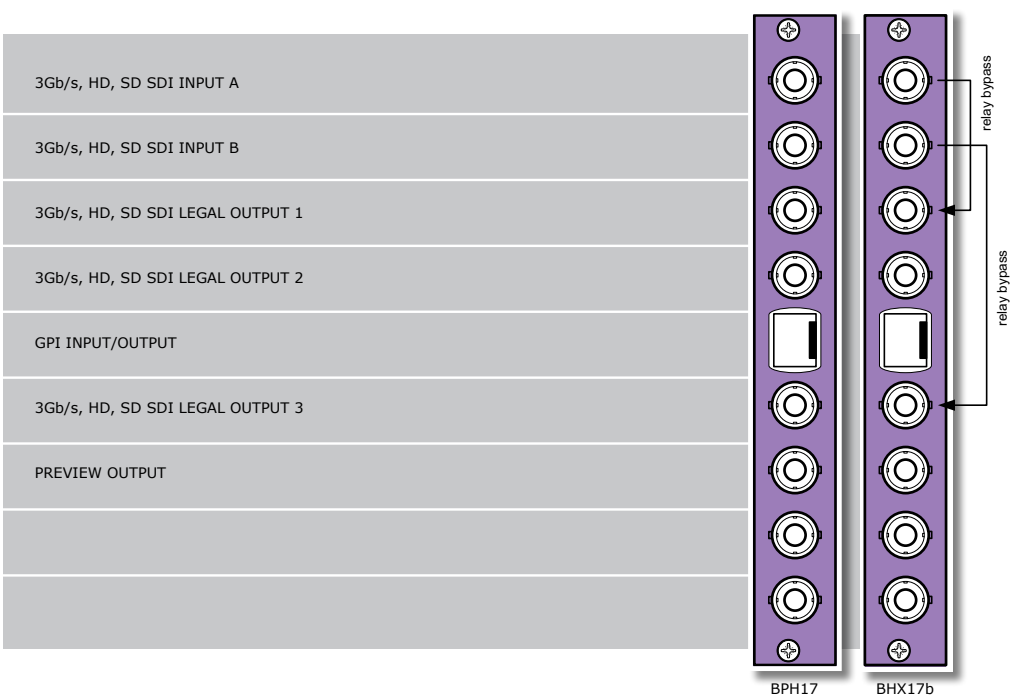 3Gb/s, HD, SD SDI INPUT A
3Gb/s, HD, SD SDI INPUT B
3Gb/s, HD, SD SDI LEGAL OUTPUT 1
3Gb/s, HD, SD SDI LEGAL OUTPUT 2
GPI INPUT/OUTPUT
3Gb/s, HD, SD SDI LEGAL OUTPUT 3
PREVIEW OUTPUT
relay bypass
relay bypass
BPH17
BHX17b